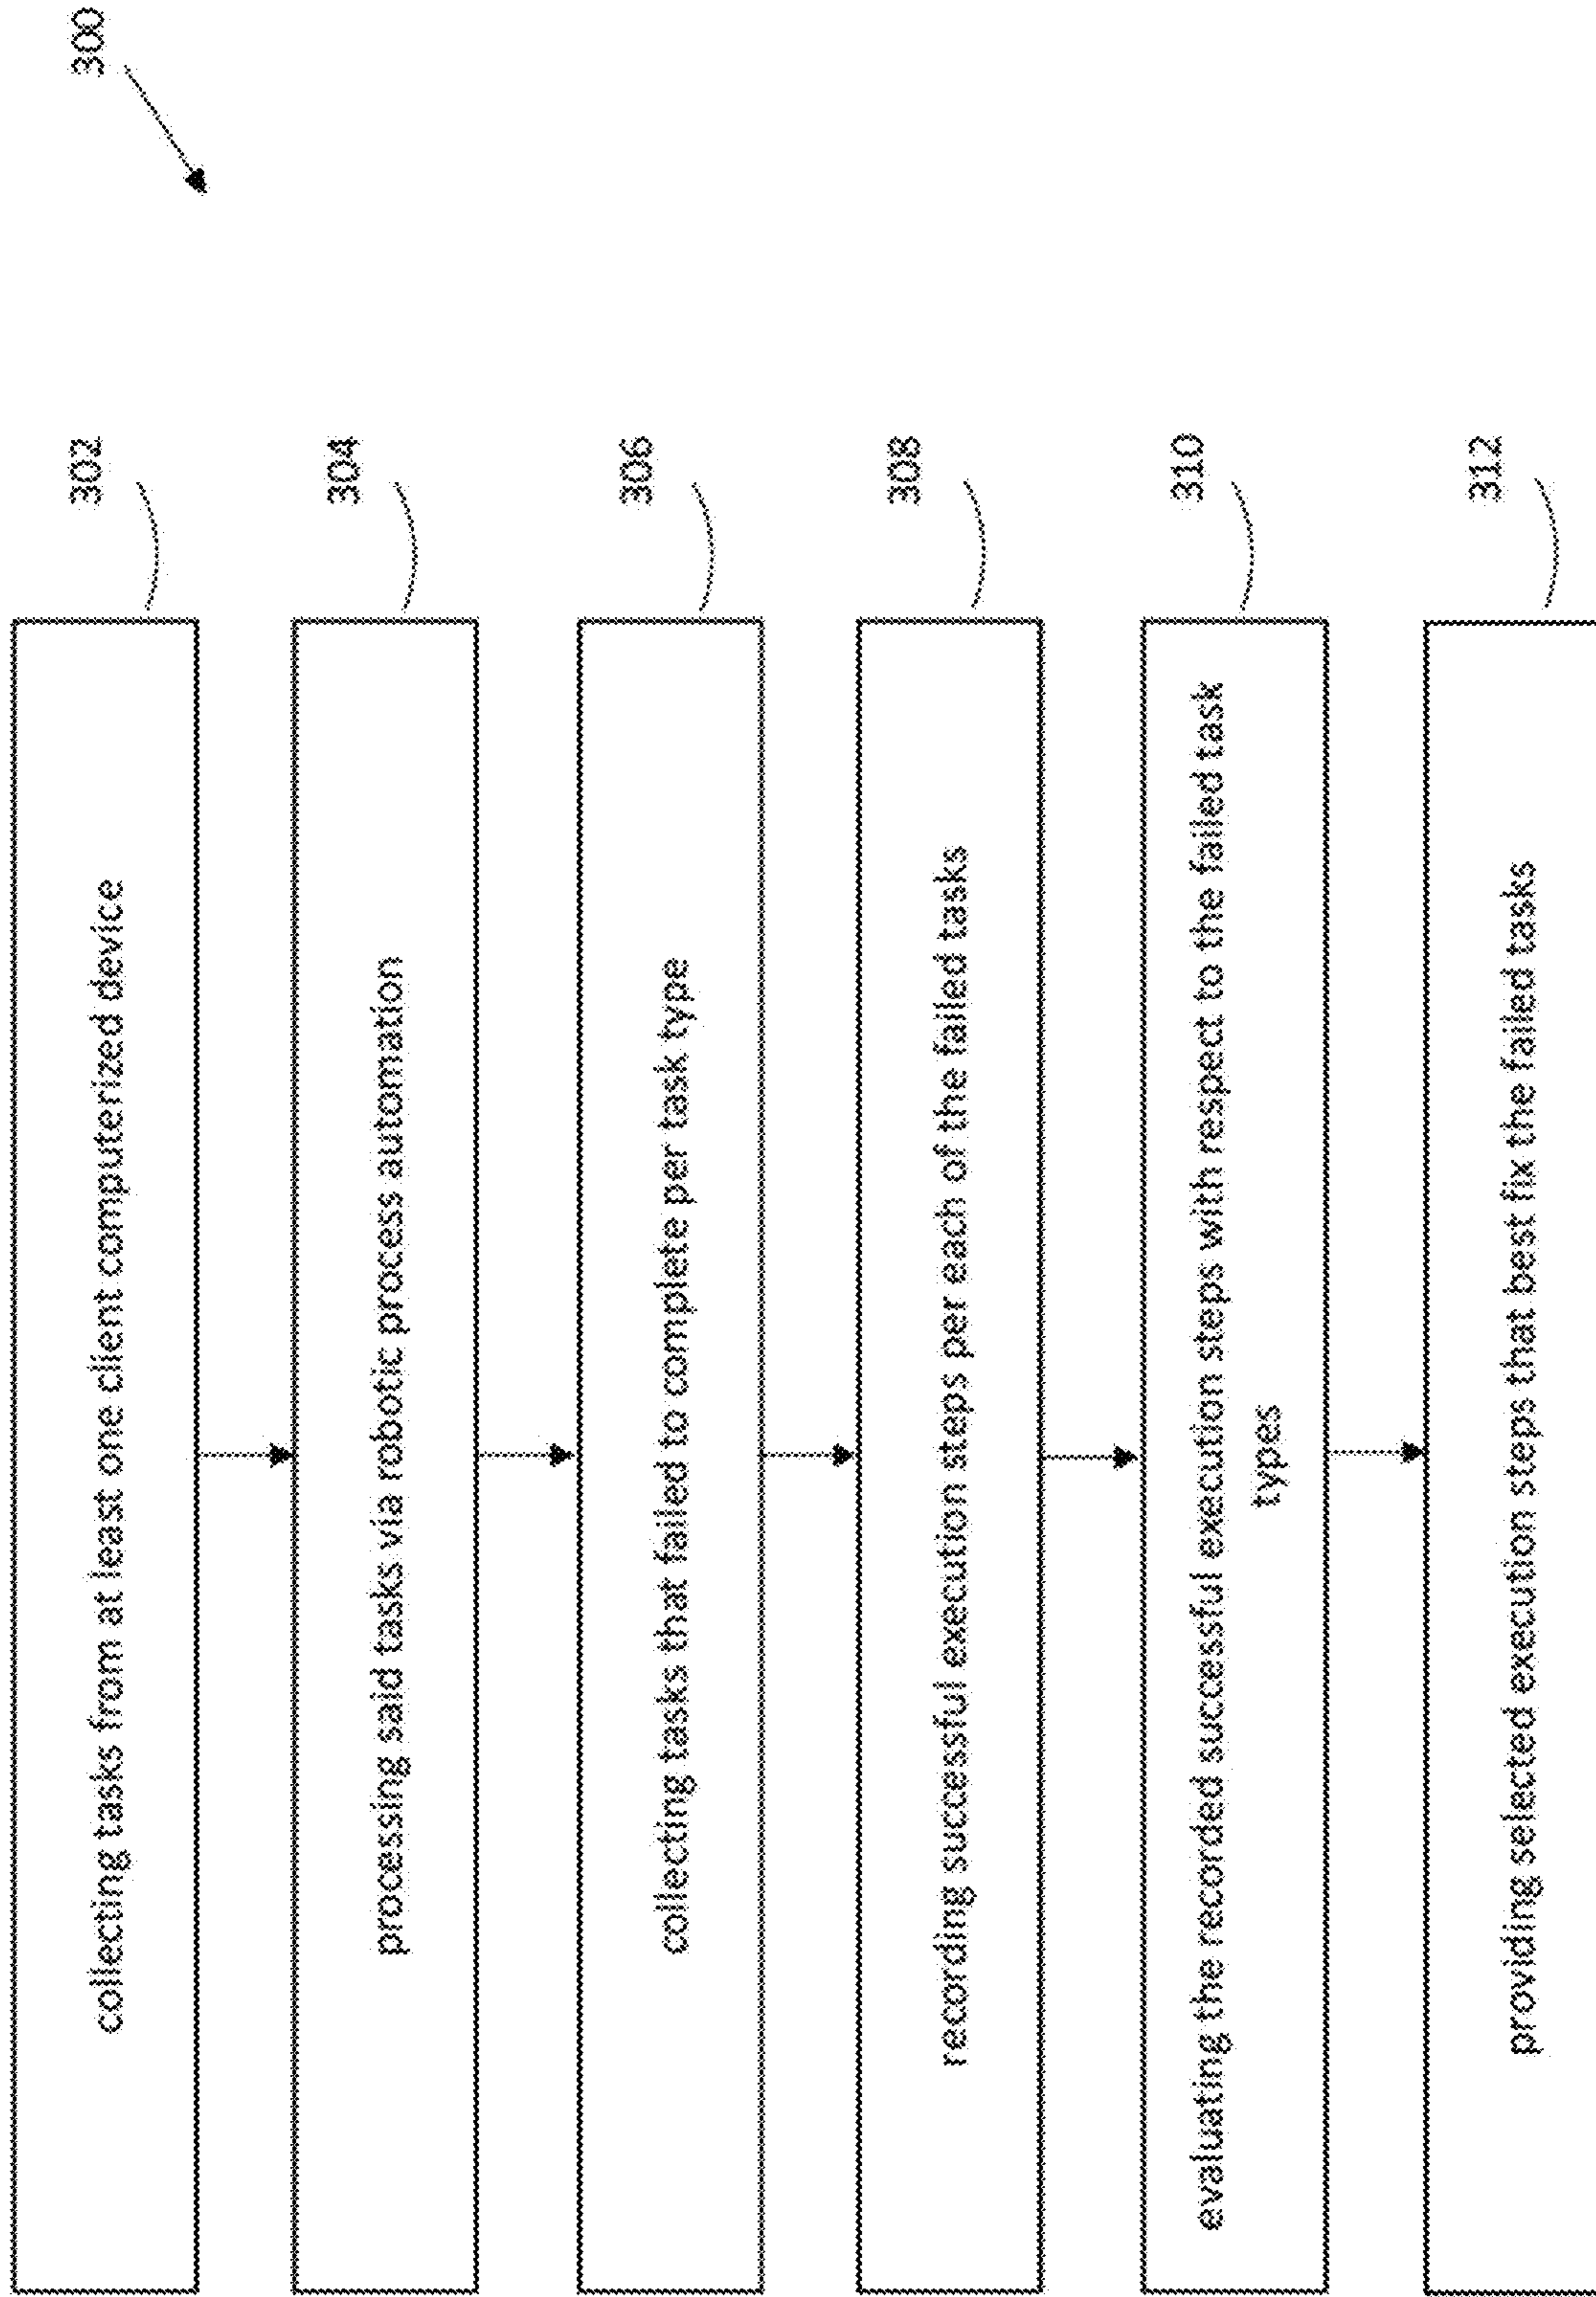 300
302
collecting tasks from at least one client computerized device
304
processing said tasks via robotic process automation
306
collecting tasks that failed to complete per task type
308
recording successful execution steps per each of the failed tasks
310
evaluating the recorded successful execution steps with respect to the failed task
types
312
providing selected execution steps that best fix the failed tasks